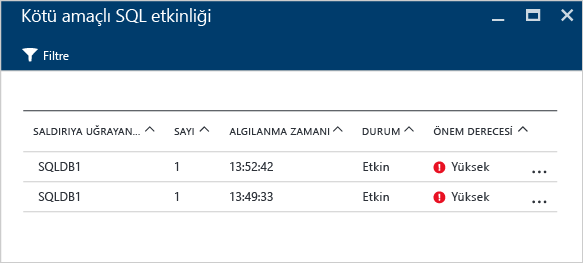 Kötü amaçlı SQL etkinliği
Filtre
SALDIRIYA UĞRAYAN... SAYI ALGILANMA ZAMANI DURUM ÖNEM DERECESİ
SQLDB1 1 13:52:42 Etkin Yüksek ...
SQLDB1 1 13:49:33 Etkin Yüksek ...